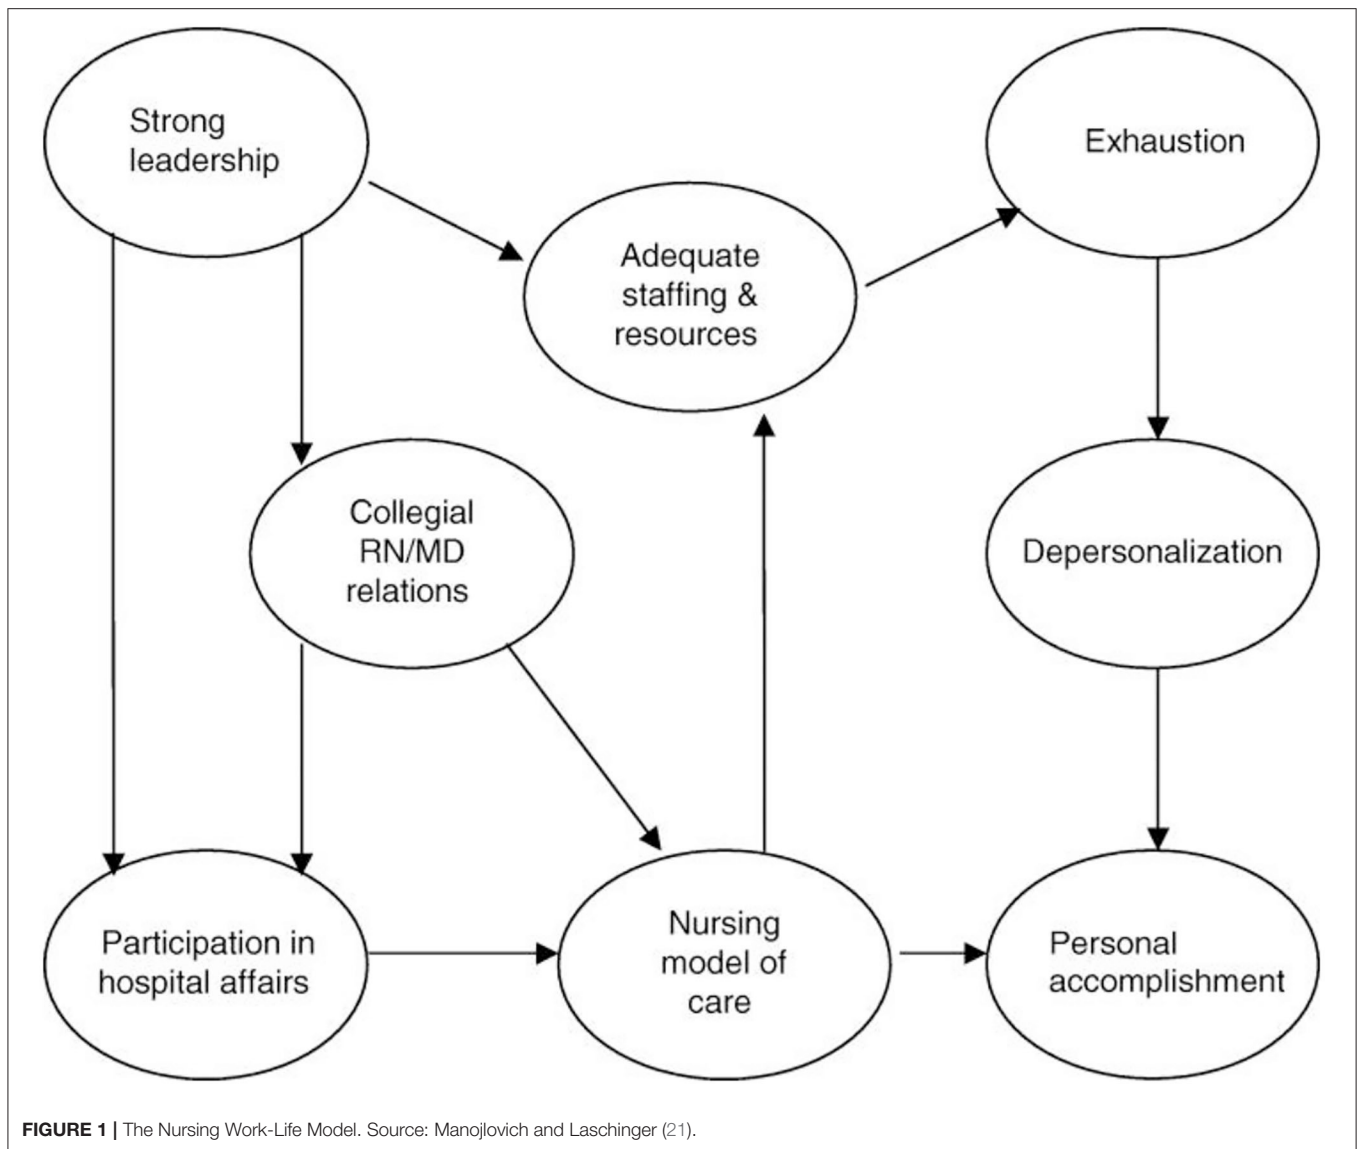 Strong
leadership
Exhaustion
Adequate
staffing &
resources
Collegial
RN/MD
relations
Depersonalization
Participation in
hospital affairs
Nursing
model of
care
Personal
accomplishment
FIGURE 1 | The Nursing Work-Life Model. Source: Manojlovich and Laschinger (21).